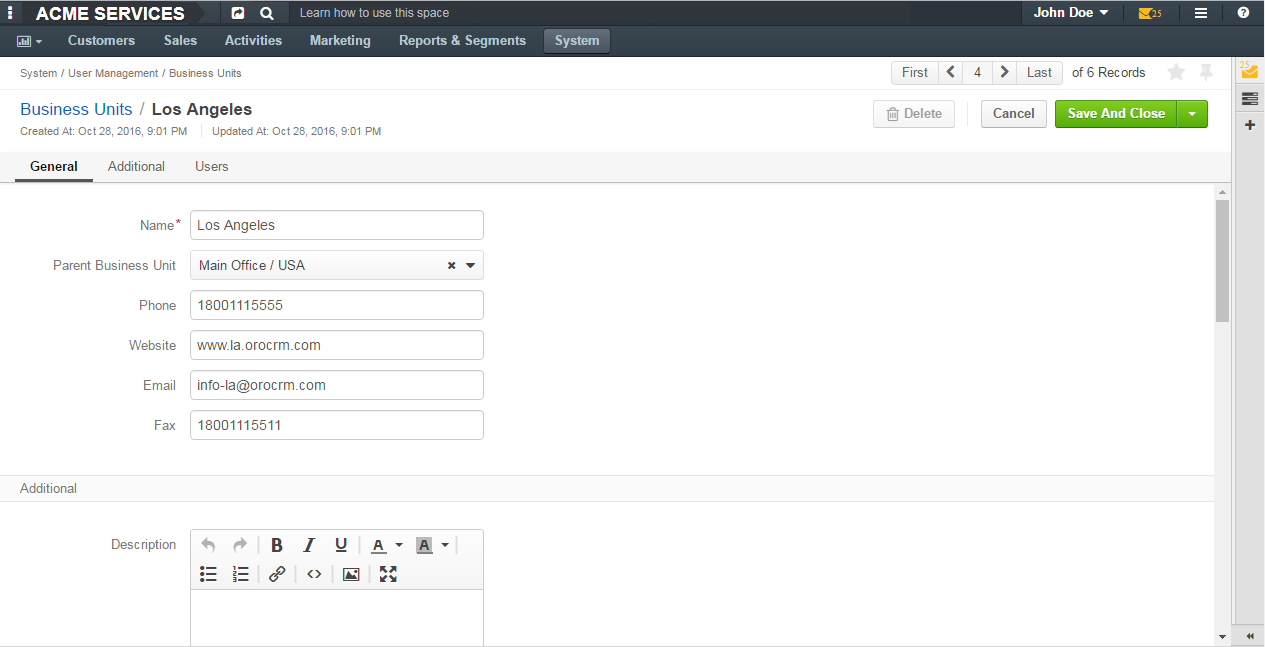 ACME SERVICES Learn how to use this space John Doe 25 ?
Customers Sales Activities Marketing Reports & Segments System
System / User Management / Business Units First 4 Last of 6 Records 25
Business Units / Los Angeles Delete Cancel Save And Close
Created At: Oct 28, 2016, 9:01 PM Updated At: Oct 28, 2016, 9:01 PM
General Additional Users
Name* Los Angeles
Parent Business Unit Main Office / USA
Phone 18001115555
Website www.la.orocrm.com
Email info-la@orocrm.com
Fax 18001115511
Additional
Description B I U A A